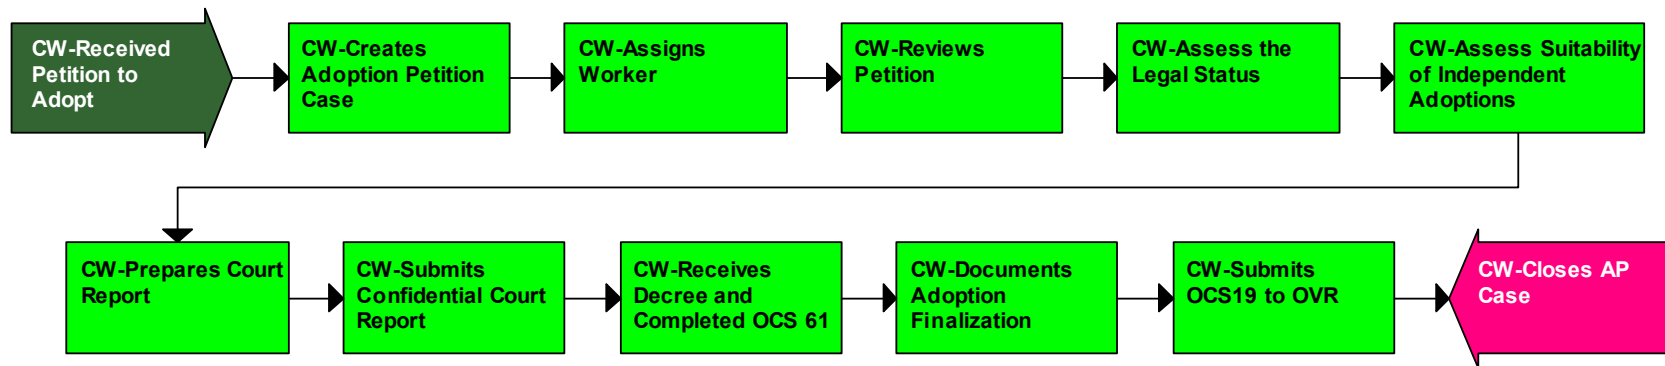 CW-Received
Petition to
Adopt
CW-Creates
Adoption Petition
Case
CW-Assigns
Worker
CW-Reviews
Petition
CW-Assess the
Legal Status
CW-Assess Suitability
of Independent
Adoptions
CW-Prepares Court
Report
CW-Submits
Confidential Court
Report
CW-Receives
Decree and
Completed OCS 61
CW-Documents
Adoption
Finalization
CW-Submits
OCS19 to OVR
CW-Closes AP
Case